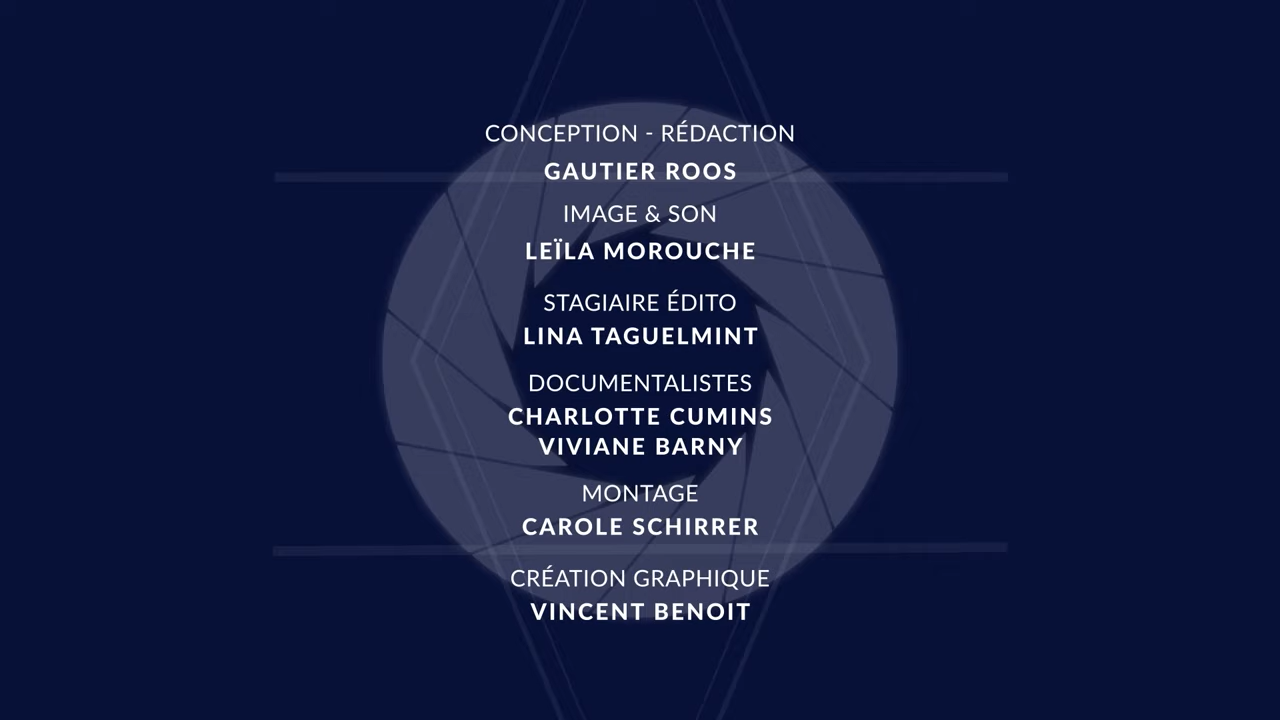 CONCEPTION - RÉDACTION
GAUTIER ROOS
IMAGE & SON
LEÏLA MOROUCHE
STAGIAIRE ÉDITO
LINA TAGUELMINT
DOCUMENTALISTES
CHARLOTTE CUMINS
VIVIANE BARNY
MONTAGE
CAROLE SCHIRRER
CRÉATION GRAPHIQUE
VINCENT BENOIT